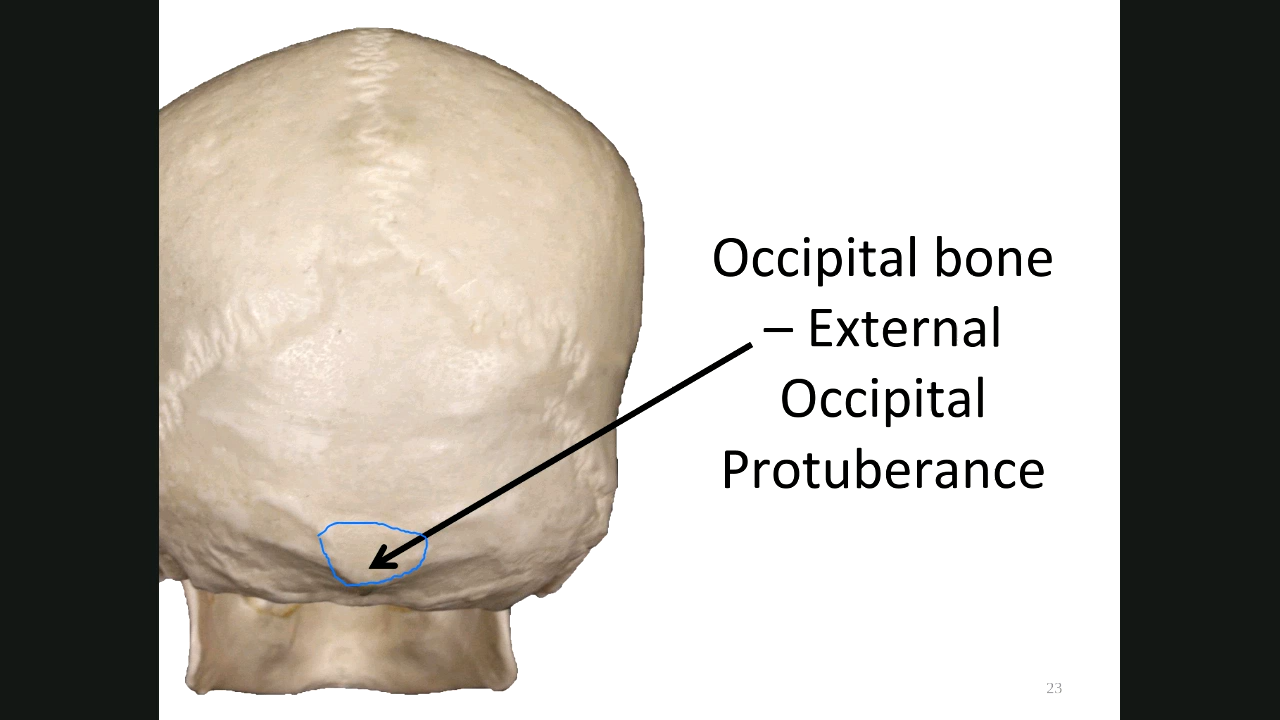 Occipital bone
– External
Occipital
Protuberance
23